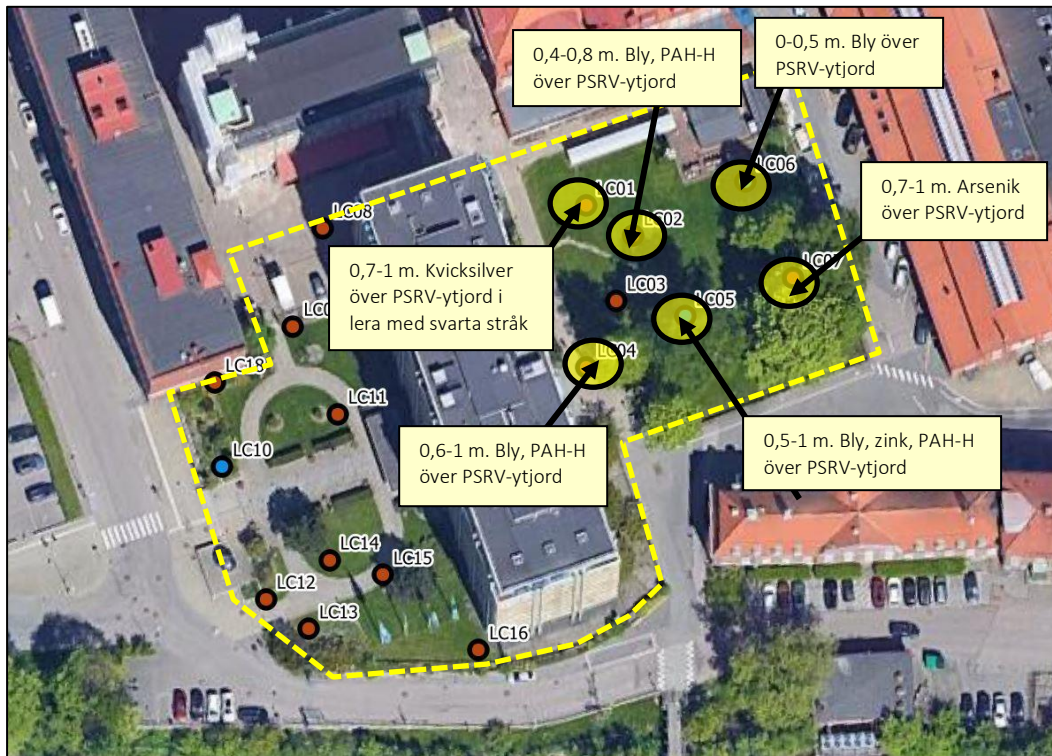 0,4-0,8 m. Bly, PAH-H
över PSRV-ytjord
0-0,5 m. Bly över
PSRV-ytjord
0,7-1 m. Arsenik
över PSRV-ytjord
0,7-1 m. Kvicksilver
över PSRV-ytjord i
lera med svarta stråk
0,6-1 m. Bly, PAH-H
över PSRV-ytjord
0,5-1 m. Bly, zink, PAH-H
över PSRV-ytjord
LC06
LC01
LC02
LC08
LC03
LC05
LC04
LC18
LC11
LC10
LC14
LC15
LC12
LC13
LC16